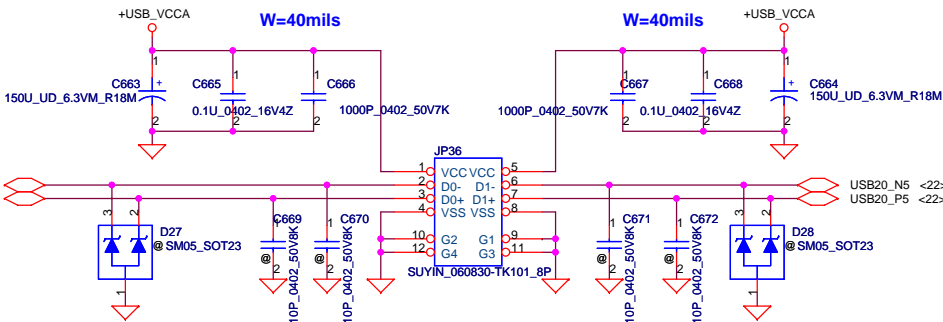 +USB_VCCA
W=40mils
W=40mils
+USB_VCCA
1
C663
+
150U_UD_6.3VM_R18M
2
1
C665
0.1U_0402_16V4Z
2
1
C666
1000P_0402_50V7K
2
1
C667
1000P_0402_50V7K
2
1
C668
0.1U_0402_16V4Z
2
1
C664
+
150U_UD_6.3VM_R18M
2
JP36
1 VCC VCC 5
2 D0- D1- 6
3 D0+ D1+ 7
4 VSS VSS 8
10 G2 G1 9
12 G4 G3 11
SUYIN_060830-TK101_8P
USB20_N5 <22>
USB20_P5 <22>
3
2
D27
@ SM05_SOT23
1
1
C669
@
2
10P_0402_50V8K
1
C670
@
2
10P_0402_50V8K
1
C671
@
2
10P_0402_50V8K
1
C672
@
2
10P_0402_50V8K
3
2
D28
@ SM05_SOT23
1